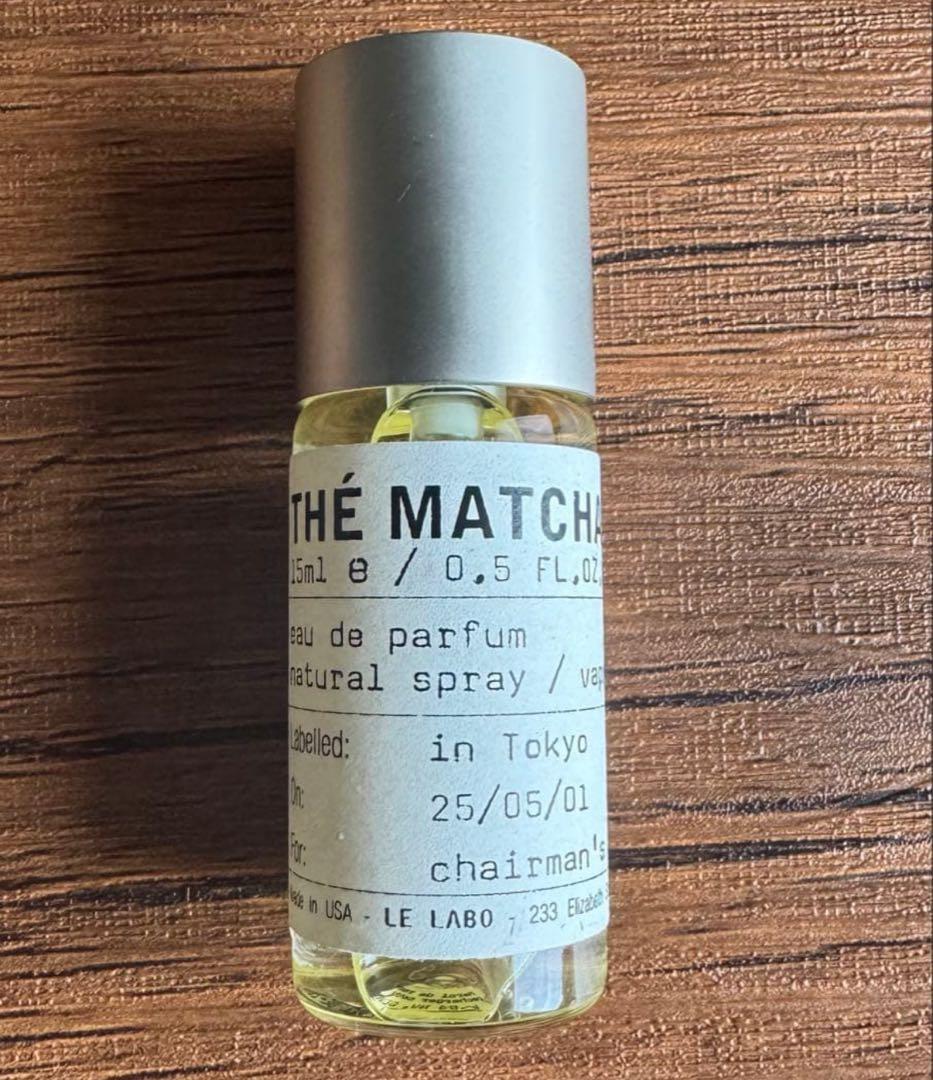 THÉ MATCHA
15ml e / 0.5 FL.OZ.
eau de parfum
natural spray / vap
Labelled: in Tokyo
On: 25/05/01
For: chairman's
Made in USA - LE LABO - 233 Elizabeth